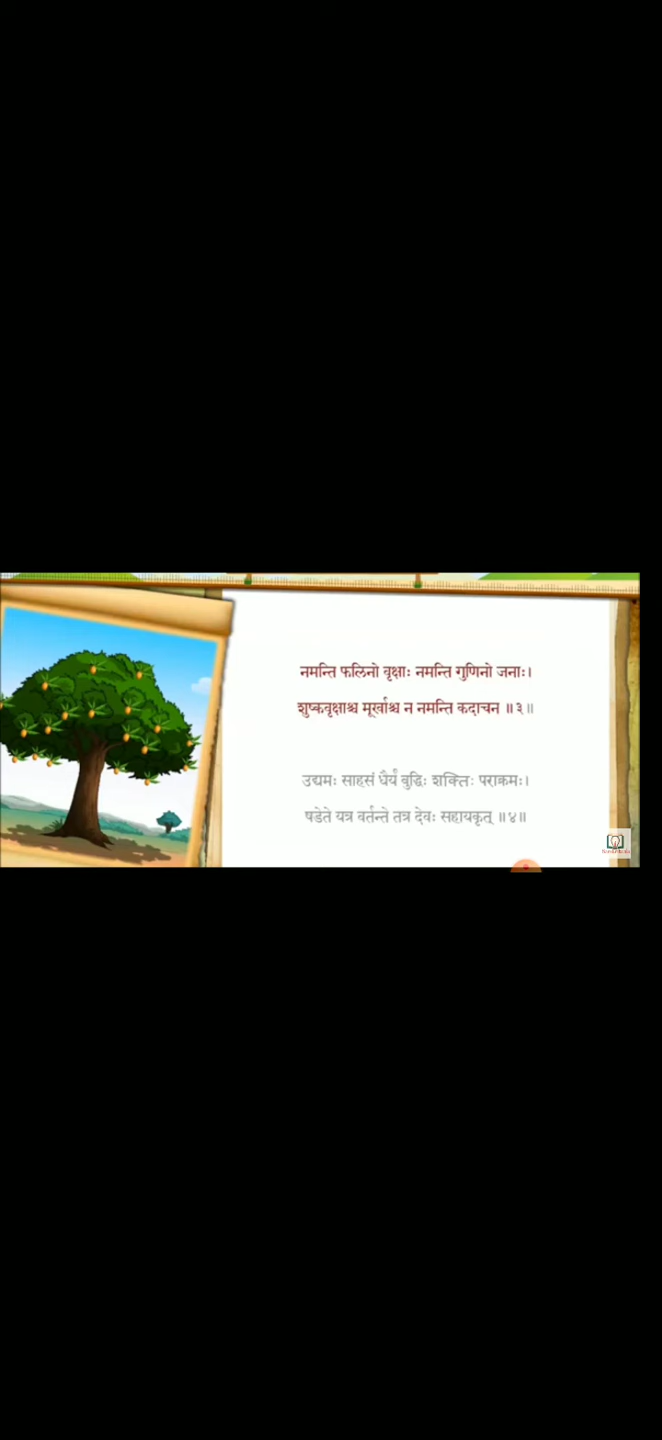 नमन्ति फलिनो वृक्षाः नमन्ति गुणिनो जनाः।
शुष्कवृक्षाश्च मूर्खाश्च न नमन्ति कदाचन ॥३॥
उद्यमः साहसं धैर्यं बुद्धिः शक्तिः पराक्रमः।
षडेते यत्र वर्तन्ते तत्र देवः सहायकृत् ॥४॥